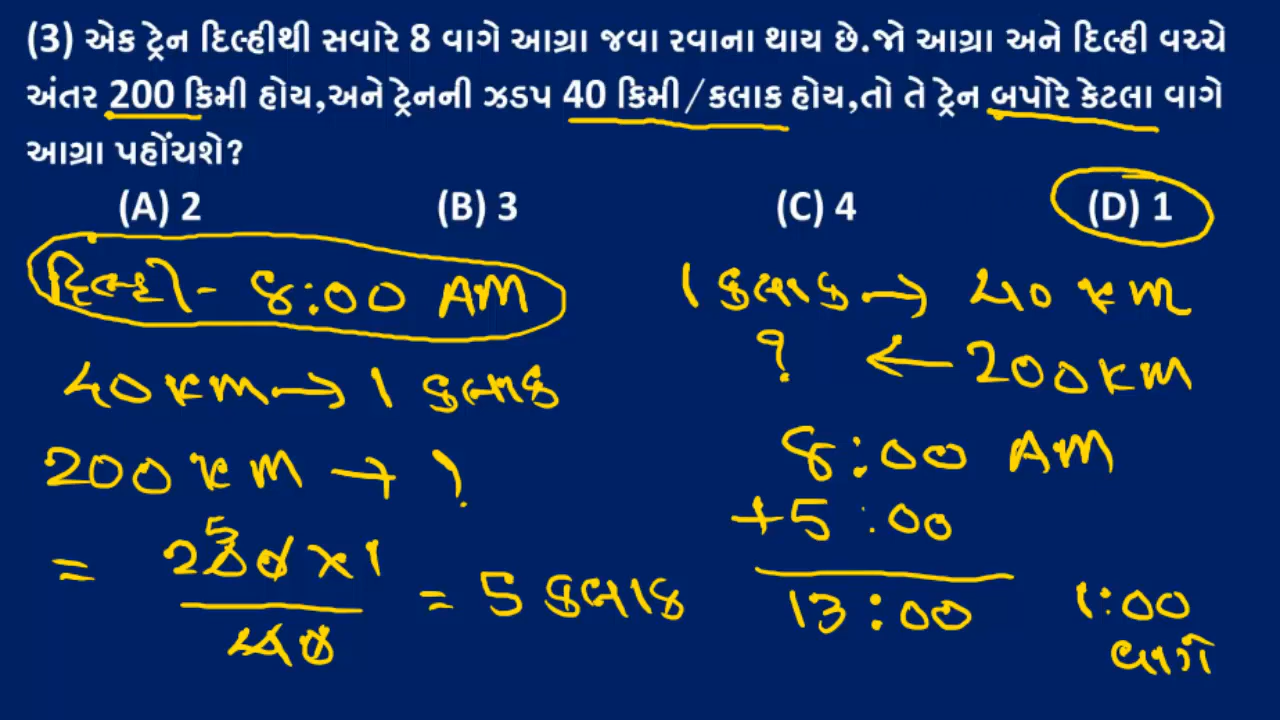 (3) એક ટ્રેન દિલ્હીથી સવારે 8 વાગે આગ્રા જવા રવાના થાય છે.જો આગ્રા અને દિલ્હી વચ્ચે
અંતર 200 કિમી હોય,અને ટ્રેનની ઝડપ 40 કિમી/કલાક હોય,તો તે ટ્રેન બપોરે કેટલા વાગે
આગ્રા પહોંચશે?
(A) 2 (B) 3 (C) 4 (D) 1
દિલ્હી - 8:00 AM
40 KM → 1 કલાક
200 KM → ?
= 200 × 1 / 40 = 5 કલાક
5
1 કલાક → 40 KM
? ← 200 KM
8:00 AM
+5:00
13:00
1:00
વાગે